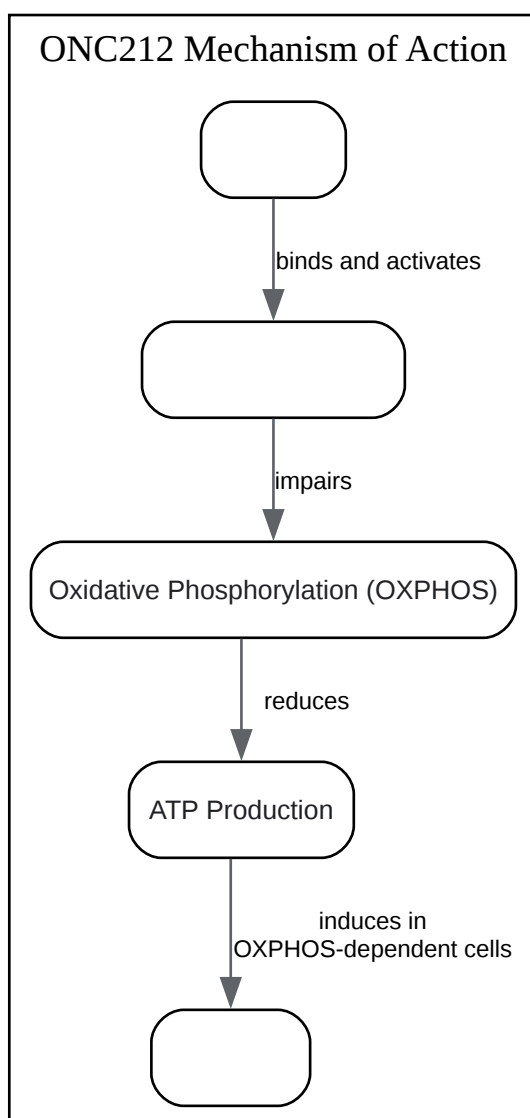 ONC212 Mechanism of Action
binds and activates
impairs
Oxidative Phosphorylation (OXPHOS)
reduces
ATP Production
induces in
OXPHOS-dependent cells